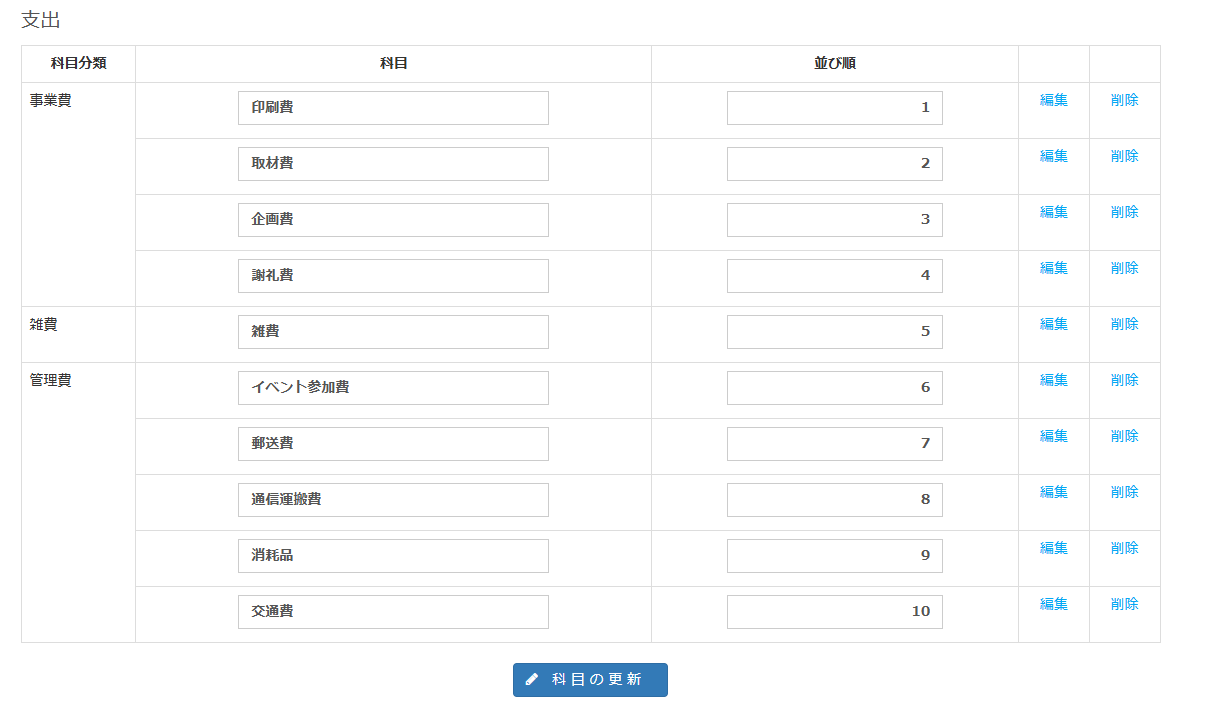 支出
科目分類 科目 並び順
事業費 印刷費 1 編集 削除
取材費 2 編集 削除
企画費 3 編集 削除
謝礼費 4 編集 削除
雑費 雑費 5 編集 削除
管理費 イベント参加費 6 編集 削除
郵送費 7 編集 削除
通信運搬費 8 編集 削除
消耗品 9 編集 削除
交通費 10 編集 削除
科目の更新